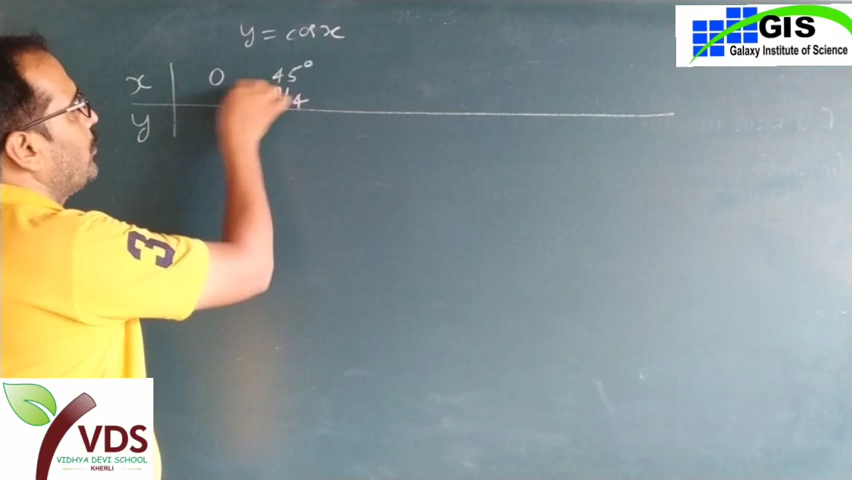 y = cos x
x 0 45°
/4
y
3
GIS
Galaxy Institute of Science
VDS
VIDHYA DEVI SCHOOL
KHERLI